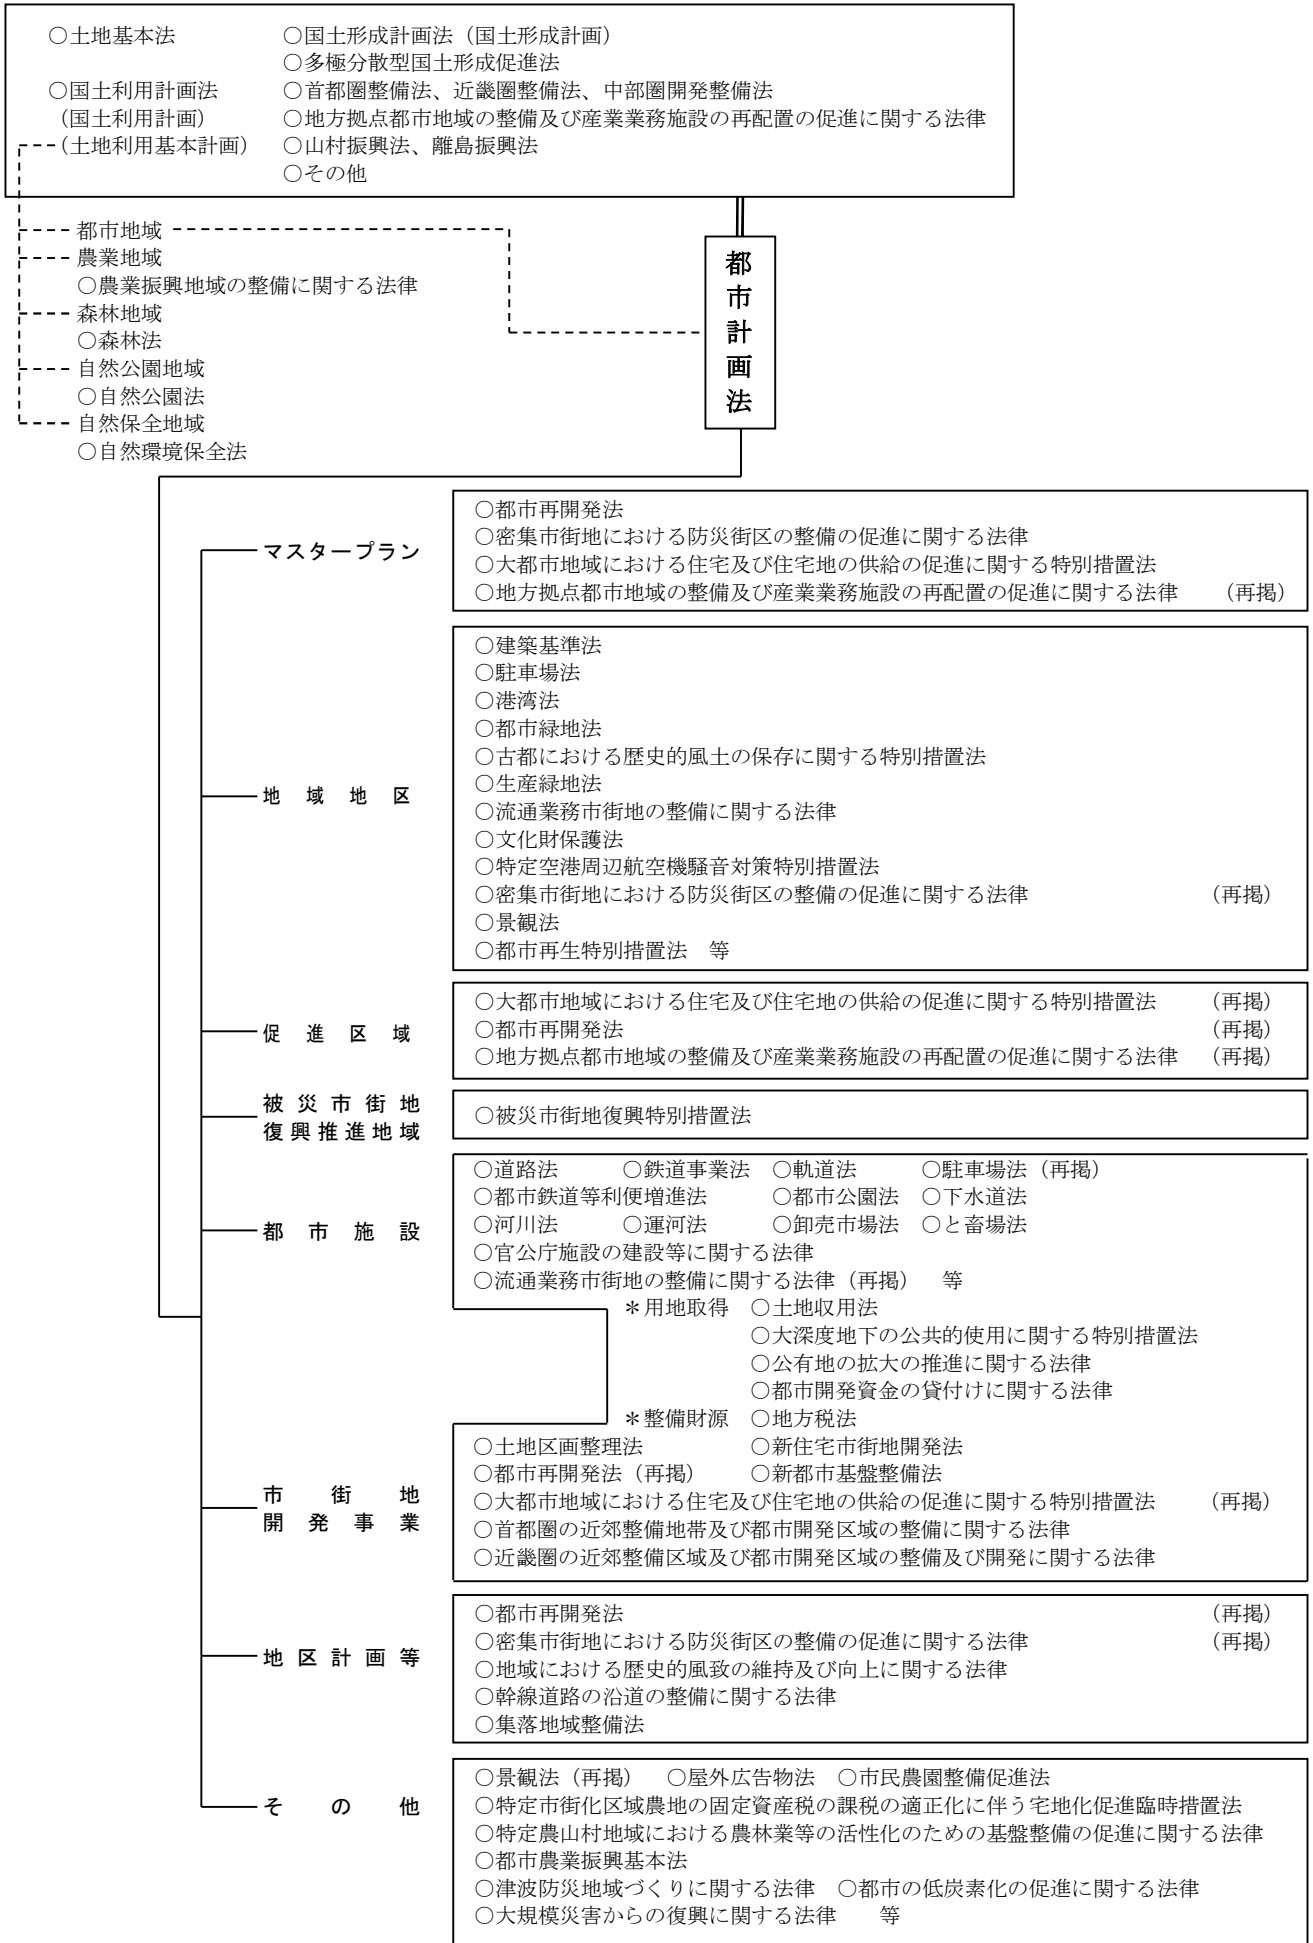 ○土地基本法　○国土形成計画法（国土形成計画）
○多極分散型国土形成促進法
○国土利用計画法　○首都圏整備法、近畿圏整備法、中部圏開発整備法
（国土利用計画）　○地方拠点都市地域の整備及び産業業務施設の再配置の促進に関する法律
（土地利用基本計画）　○山村振興法、離島振興法
○その他
都市地域
農業地域
○農業振興地域の整備に関する法律
森林地域
○森林法
自然公園地域
○自然公園法
自然保全地域
○自然環境保全法
都市計画法
マスタープラン
○都市再開発法
○密集市街地における防災街区の整備の促進に関する法律
○大都市地域における住宅及び住宅地の供給の促進に関する特別措置法
○地方拠点都市地域の整備及び産業業務施設の再配置の促進に関する法律　（再掲）
地域地区
○建築基準法
○駐車場法
○港湾法
○都市緑地法
○古都における歴史的風土の保存に関する特別措置法
○生産緑地法
○流通業務市街地の整備に関する法律
○文化財保護法
○特定空港周辺航空機騒音対策特別措置法
○密集市街地における防災街区の整備の促進に関する法律　（再掲）
○景観法
○都市再生特別措置法　等
促進区域
○大都市地域における住宅及び住宅地の供給の促進に関する特別措置法　（再掲）
○都市再開発法　（再掲）
○地方拠点都市地域の整備及び産業業務施設の再配置の促進に関する法律　（再掲）
被災市街地
復興推進地域
○被災市街地復興特別措置法
都市施設
○道路法　○鉄道事業法　○軌道法　○駐車場法（再掲）
○都市鉄道等利便増進法　○都市公園法　○下水道法
○河川法　○運河法　○卸売市場法　○と畜場法
○官公庁施設の建設等に関する法律
○流通業務市街地の整備に関する法律（再掲）　等
＊用地取得　○土地収用法
○大深度地下の公共的使用に関する特別措置法
○公有地の拡大の推進に関する法律
○都市開発資金の貸付けに関する法律
＊整備財源　○地方税法
市街地
開発事業
○土地区画整理法　○新住宅市街地開発法
○都市再開発法（再掲）　○新都市基盤整備法
○大都市地域における住宅及び住宅地の供給の促進に関する特別措置法　（再掲）
○首都圏の近郊整備地帯及び都市開発区域の整備に関する法律
○近畿圏の近郊整備区域及び都市開発区域の整備及び開発に関する法律
地区計画等
○都市再開発法　（再掲）
○密集市街地における防災街区の整備の促進に関する法律　（再掲）
○地域における歴史的風致の維持及び向上に関する法律
○幹線道路の沿道の整備に関する法律
○集落地域整備法
その他
○景観法（再掲）　○屋外広告物法　○市民農園整備促進法
○特定市街化区域農地の固定資産税の課税の適正化に伴う宅地化促進臨時措置法
○特定農山村地域における農林業等の活性化のための基盤整備の促進に関する法律
○都市農業振興基本法
○津波防災地域づくりに関する法律　○都市の低炭素化の促進に関する法律
○大規模災害からの復興に関する法律　等